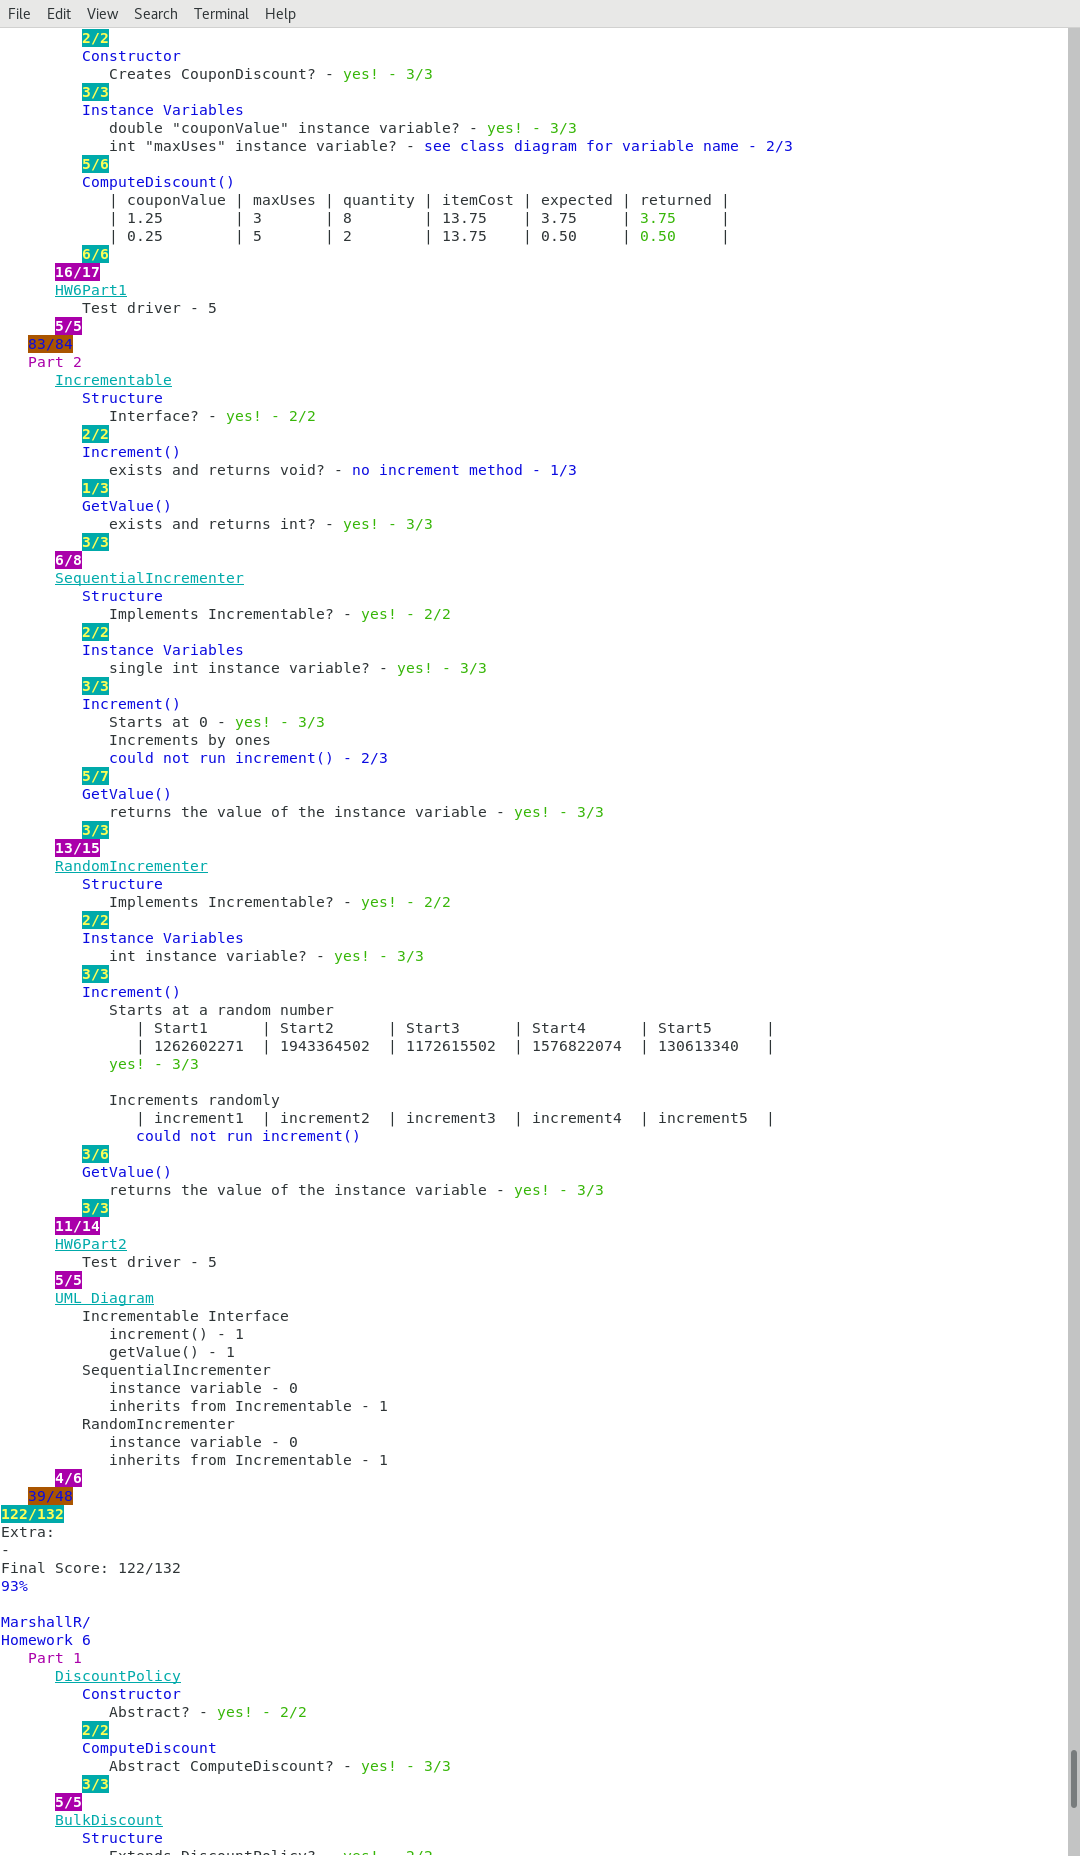 File Edit View Search Terminal Help
2/2
Constructor
Creates CouponDiscount? - yes! - 3/3
3/3
Instance Variables
double "couponValue" instance variable? - yes! - 3/3
int "maxUses" instance variable? - see class diagram for variable name - 2/3
5/6
ComputeDiscount()
| couponValue | maxUses | quantity | itemCost | expected | returned |
| 1.25 | 3 | 8 | 13.75 | 3.75 | 3.75 |
| 0.25 | 5 | 2 | 13.75 | 0.50 | 0.50 |
6/6
16/17
HW6Part1
Test driver - 5
5/5
83/84
Part 2
Incrementable
Structure
Interface? - yes! - 2/2
2/2
Increment()
exists and returns void? - no increment method - 1/3
1/3
GetValue()
exists and returns int? - yes! - 3/3
3/3
6/8
SequentialIncrementer
Structure
Implements Incrementable? - yes! - 2/2
2/2
Instance Variables
single int instance variable? - yes! - 3/3
3/3
Increment()
Starts at 0 - yes! - 3/3
Increments by ones
could not run increment() - 2/3
5/7
GetValue()
returns the value of the instance variable - yes! - 3/3
3/3
13/15
RandomIncrementer
Structure
Implements Incrementable? - yes! - 2/2
2/2
Instance Variables
int instance variable? - yes! - 3/3
3/3
Increment()
Starts at a random number
| Start1 | Start2 | Start3 | Start4 | Start5 |
| 1262602271 | 1943364502 | 1172615502 | 1576822074 | 130613340 |
yes! - 3/3
Increments randomly
| increment1 | increment2 | increment3 | increment4 | increment5 |
could not run increment()
3/6
GetValue()
returns the value of the instance variable - yes! - 3/3
3/3
11/14
HW6Part2
Test driver - 5
5/5
UML Diagram
Incrementable Interface
increment() - 1
getValue() - 1
SequentialIncrementer
instance variable - 0
inherits from Incrementable - 1
RandomIncrementer
instance variable - 0
inherits from Incrementable - 1
4/6
39/48
122/132
Extra:
-
Final Score: 122/132
93%
MarshallR/
Homework 6
Part 1
DiscountPolicy
Constructor
Abstract? - yes! - 2/2
2/2
ComputeDiscount
Abstract ComputeDiscount? - yes! - 3/3
3/3
5/5
BulkDiscount
Structure
Extends DiscountPolicy? - yes! - 2/2